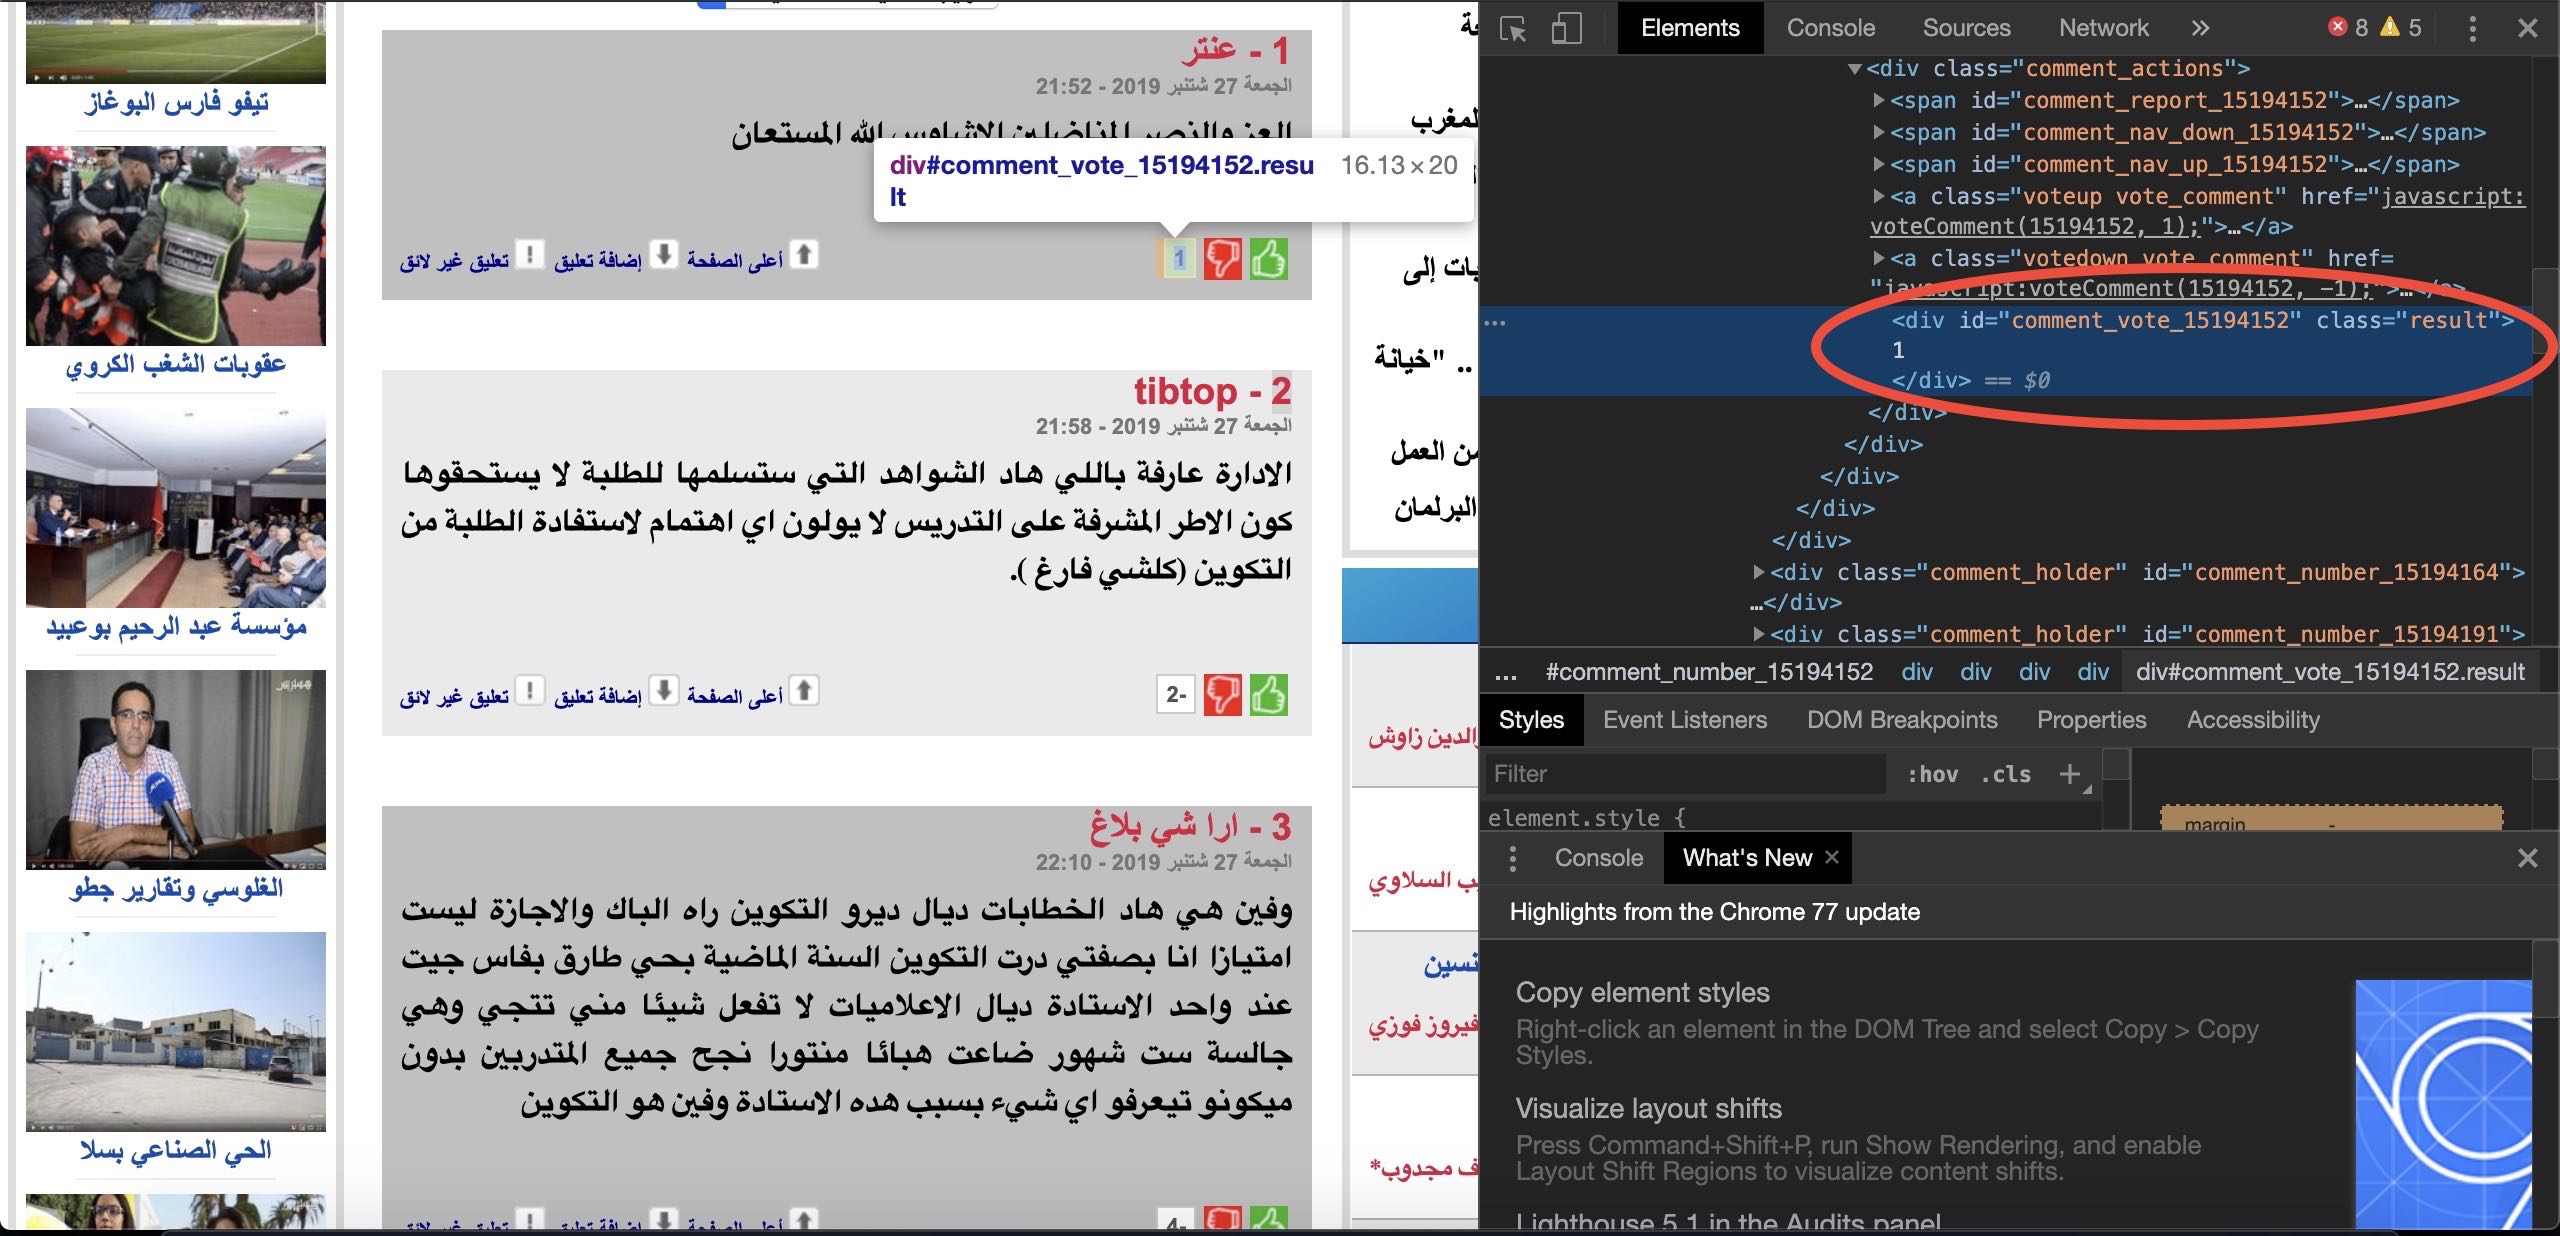 تيفو فارس البوغاز
عقوبات الشغب الكروي
مؤسسة عبد الرحيم بوعبيد
الغلوسي وتقارير جطو
الحي الصناعي بسلا
1 - عنتر
الجمعة 27 شتنبر 2019 - 21:52
العز والنصر للمناضلين الاشاوس الله المستعان
div#comment_vote_15194152.resu 16.13×20
lt
1
أعلى الصفحة إضافة تعليق تعليق غير لائق
2 - tibtop
الجمعة 27 شتنبر 2019 - 21:58
الادارة عارفة باللي هاد الشواهد التي ستسلمها للطلبة لا يستحقوها
كون الاطر المشرفة على التدريس لا يولون اي اهتمام لاستفادة الطلبة من
التكوين (كلشي فارغ ).
2-
أعلى الصفحة إضافة تعليق تعليق غير لائق
3 - ارا شي بلاغ
الجمعة 27 شتنبر 2019 - 22:10
وفين هي هاد الخطابات ديال ديرو التكوين راه الباك والاجازة ليست
امتيازا انا بصفتي درت التكوين السنة الماضية بحي طارق بفاس جيت
عند واحد الاستادة ديال الاعلاميات لا تفعل شيئا مني تتجي وهي
جالسة ست شهور ضاعت هبائا منتورا نجح جميع المتدربين بدون
ميكونو تيعرفو اي شيء بسبب هده الاستادة وفين هو التكوين
4-
أعلى الصفحة إضافة تعليق تعليق غير لائق
لمغرب
بات إلى
.. "خيانة
من العمل
البرلمان
الدين زاوش
ب السلاوي
نسين
فيروز فوزي
ف مجدوب*
Elements Console Sources Network » 8 5
<div class="comment_actions">
<span id="comment_report_15194152">…</span>
<span id="comment_nav_down_15194152">…</span>
<span id="comment_nav_up_15194152">…</span>
<a class="voteup vote_comment" href="javascript:
voteComment(15194152, 1);">…</a>
<a class="votedown vote_comment" href=
"javascript:voteComment(15194152, -1);">…</a>
<div id="comment_vote_15194152" class="result">
1
</div> == $0
</div>
</div>
</div>
</div>
</div>
<div class="comment_holder" id="comment_number_15194164">
…</div>
<div class="comment_holder" id="comment_number_15194191">
... #comment_number_15194152 div div div div div#comment_vote_15194152.result
Styles Event Listeners DOM Breakpoints Properties Accessibility
Filter :hov .cls +
element.style {
margin -
Console What's New ×
Highlights from the Chrome 77 update
Copy element styles
Right-click an element in the DOM Tree and select Copy > Copy
Styles.
Visualize layout shifts
Press Command+Shift+P, run Show Rendering, and enable
Layout Shift Regions to visualize content shifts.
Lighthouse 5.1 in the Audits panel